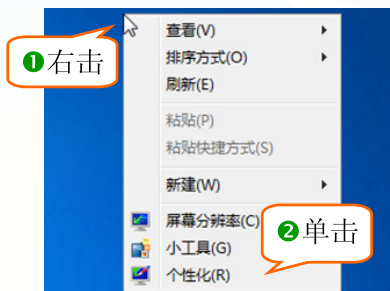 ❶右击
查看(V)
排序方式(O)
刷新(E)
粘贴(P)
粘贴快捷方式(S)
新建(W)
屏幕分辨率(C)
❷单击
小工具(G)
个性化(R)